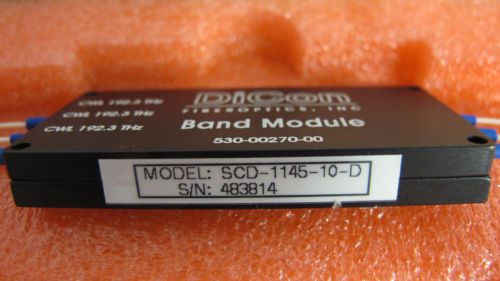 DiCon
FIBEROPTICS, INC
CWL 192.3 THz
CWL 192.3 THz
CWL 192.3 THz
Band Module
530-00270-00
MODEL: SCD-1145-10-D
S/N: 483814